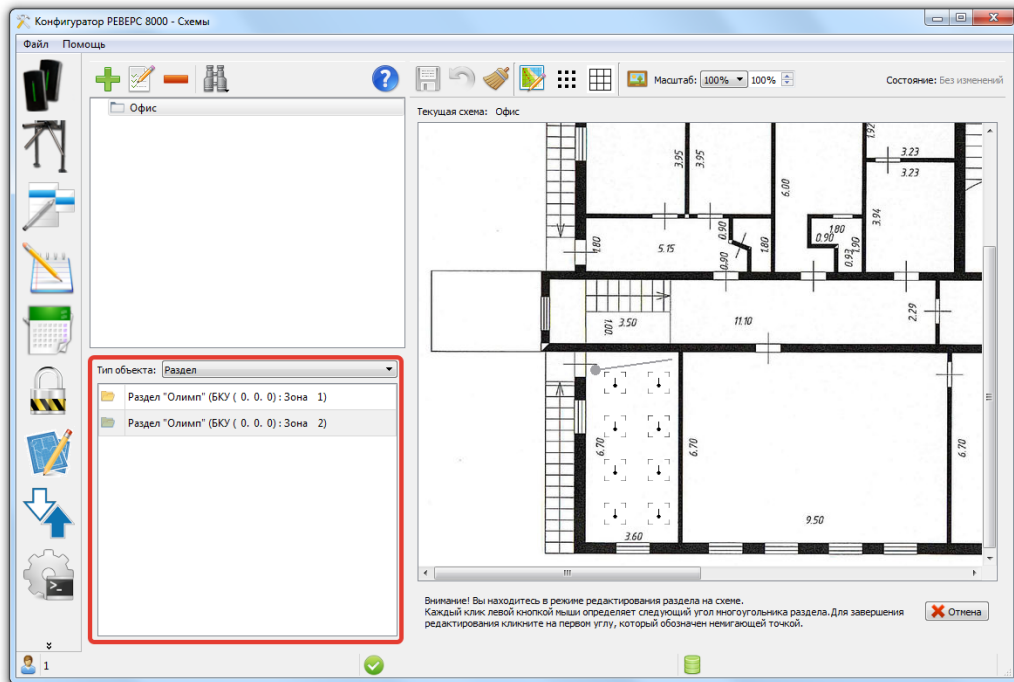 Конфигуратор РЕВЕРС 8000 - Схемы
Файл Помощь
Масштаб: 100% 100% Состояние: Без изменений
Офис
Текущая схема: Офис
1.92
3.95 3.95 3.23
6.00 3.23
3.94
1.80 5.15 0.90 1.80 1.80
0.90 1.90
0.90 0.93
11.10 2.29
1.00 3.50
Тип объекта: Раздел
Раздел "Олимп" (БКУ ( 0. 0. 0) : Зона 1)
Раздел "Олимп" (БКУ ( 0. 0. 0) : Зона 2)
6.70 6.70 6.70
9.50
3.60
Внимание! Вы находитесь в режиме редактирования раздела на схеме.
Каждый клик левой кнопкой мыши определяет следующий угол многоугольника раздела.Для завершения
редактирования кликните на первом углу, который обозначен немигающей точкой.
Отмена
1